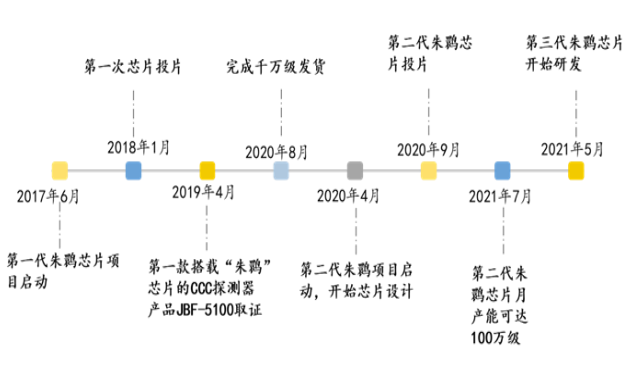 第一次芯片投片
完成千万级发货
第二代朱鹮芯
片投片
第三代朱鹮芯片
开始研发
2018年1月
2020年8月
2020年9月
2021年5月
2017年6月
2019年4月
2020年4月
2021年7月
第一代朱鹮芯片项
目启动
第一款搭载“朱鹮”
芯片的CCC探测器
产品JBF-5100取证
第二代朱鹮项目启
动，开始芯片设计
第二代朱
鹮芯片月
产能可达
100万级